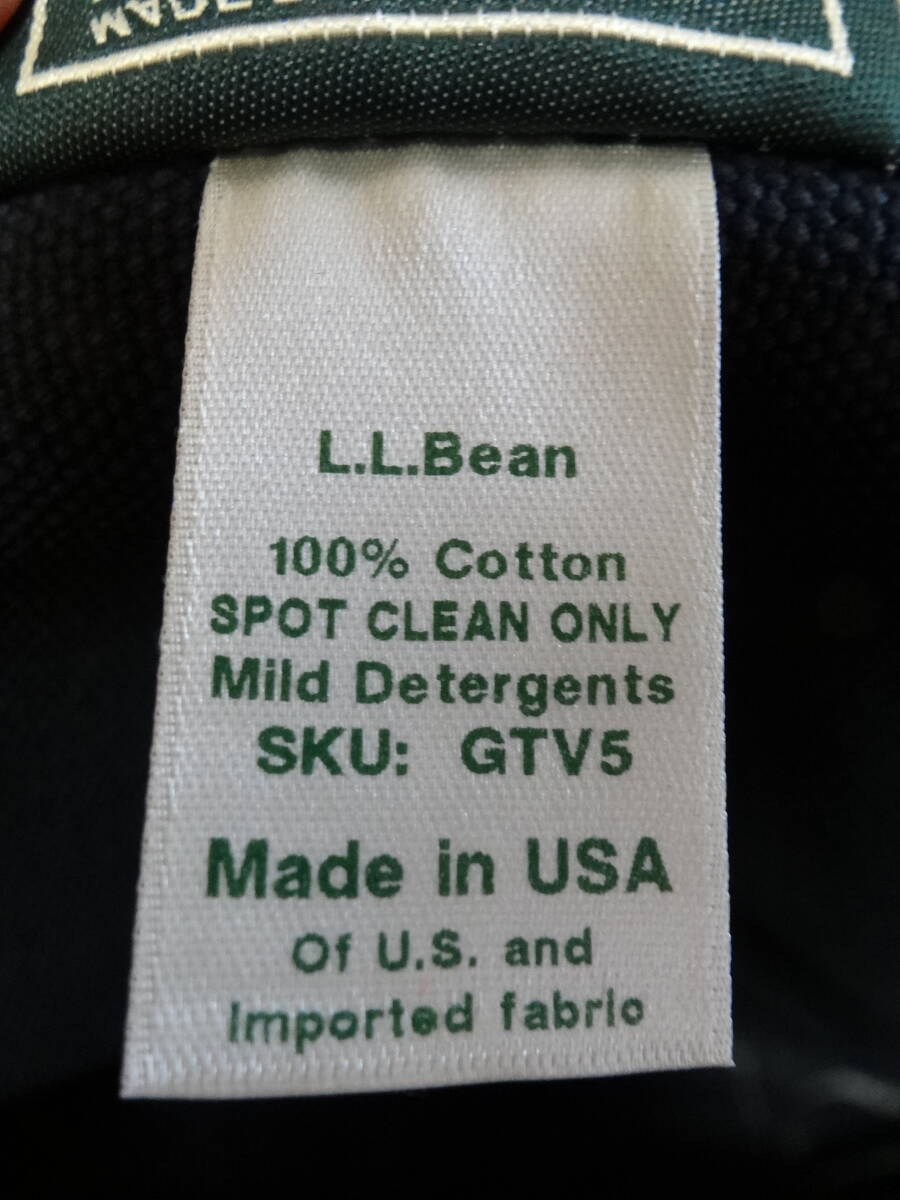 L.L.Bean
100% Cotton
SPOT CLEAN ONLY
Mild Detergents
SKU: GTV5
Made in USA
Of U.S. and
Imported fabric